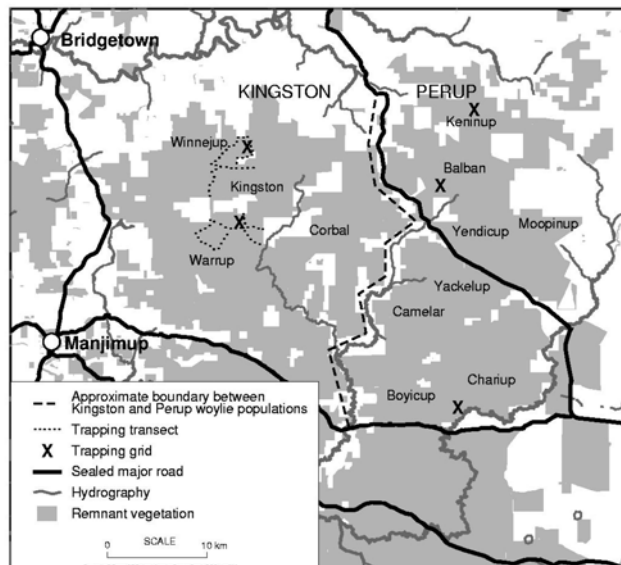 Bridgetown
KINGSTON
PERUP
X
Keninup
Winnejup
X
Balban
X
Kingston
X
Corbal
Yendicup
Moopinup
Warrup
Yackelup
Camelar
Manjimup
Boyicup
Chariup
X
Approximate boundary between
Kingston and Perup woylie populations
Trapping transect
X Trapping grid
Sealed major road
Hydrography
Remnant vegetation
SCALE
0 10 km